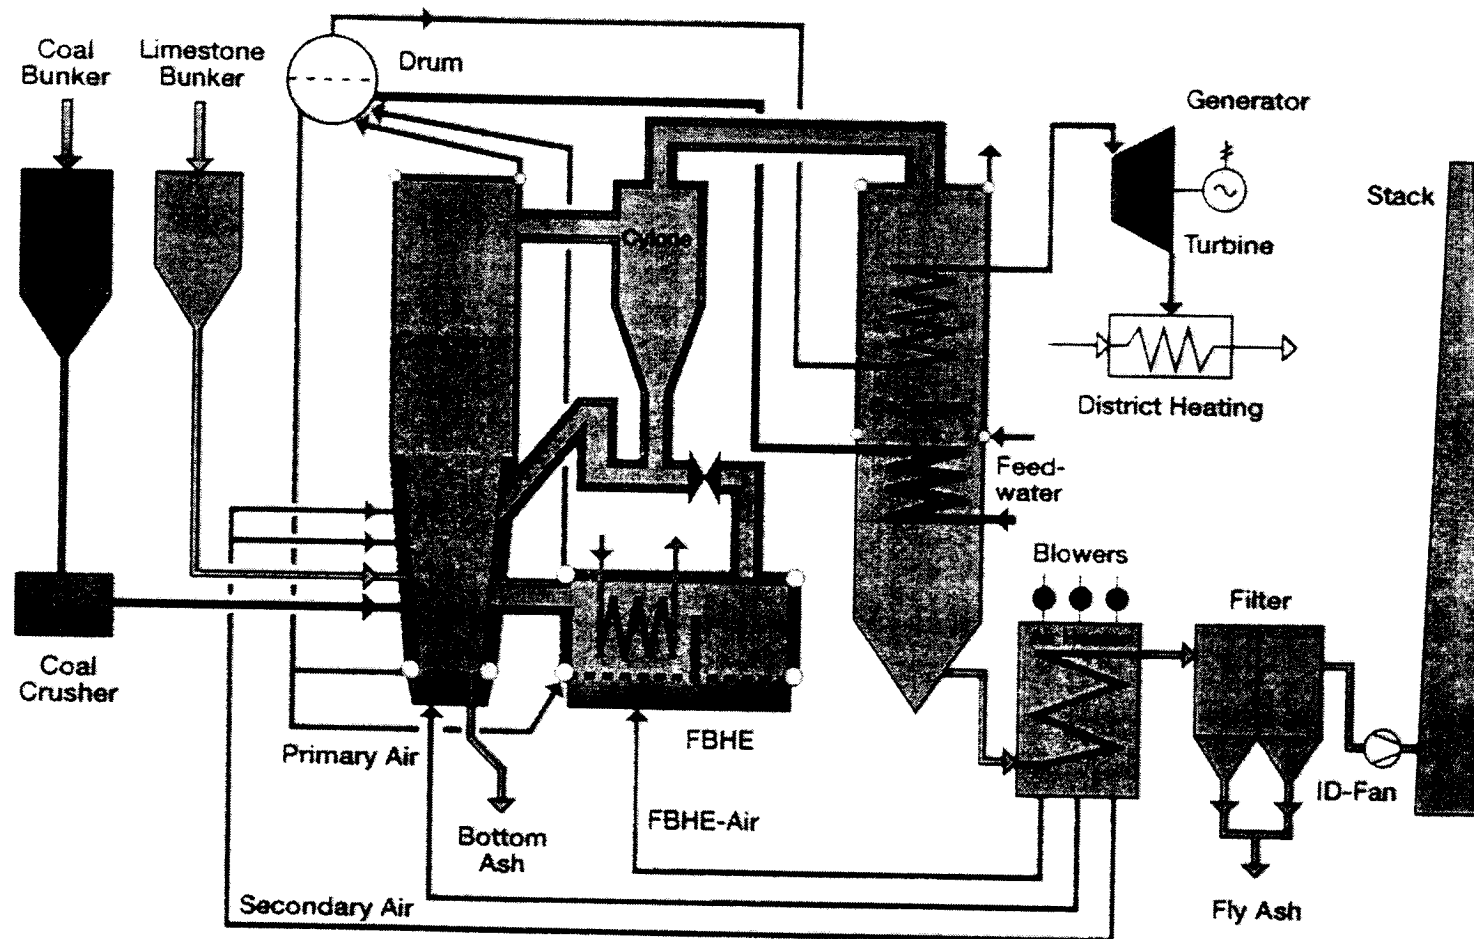 Coal
Bunker
Limestone
Bunker
Drum
Generator
Stack
Cylone
Turbine
District Heating
Feed-
water
Blowers
Filter
Coal
Crusher
Primary Air
FBHE
ID-Fan
FBHE-Air
Bottom
Ash
Secondary Air
Fly Ash